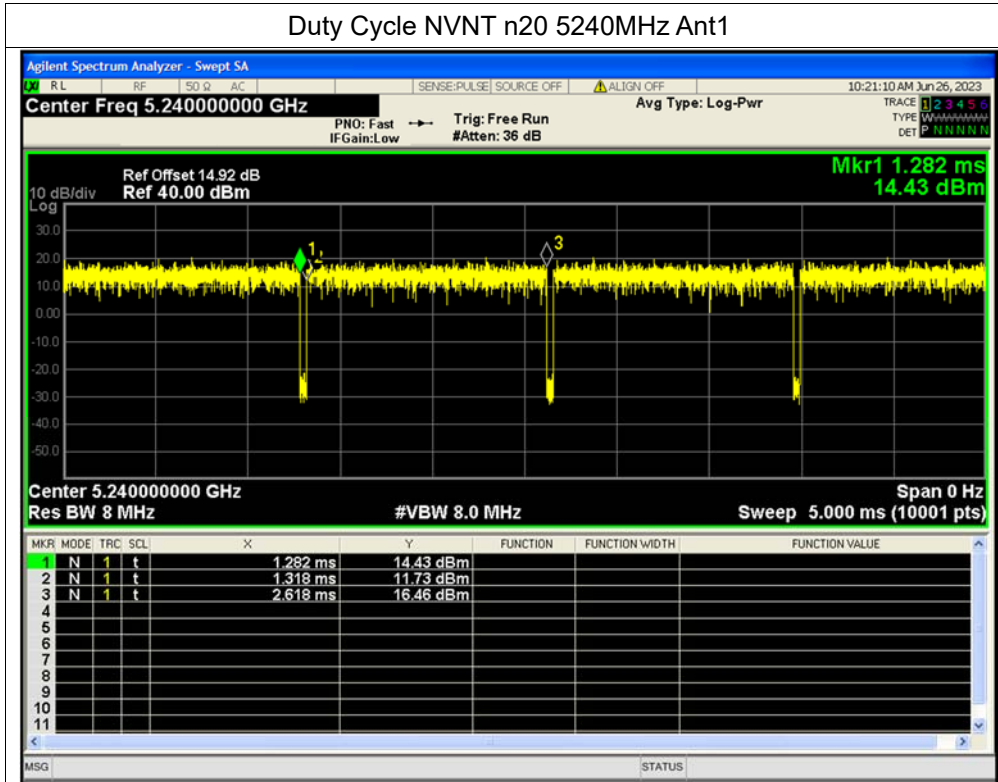 Duty Cycle NVNT n20 5240MHz Ant1
Agilent Spectrum Analyzer - Swept SA
LXI RL RF 50 Ω AC SENSE:PULSE SOURCE OFF ALIGN OFF 10:21:10 AM Jun 26, 2023
Center Freq 5.240000000 GHz Avg Type: Log-Pwr TRACE 1 2 3 4 5 6
PNO: Fast Trig: Free Run TYPE W
IFGain:Low #Atten: 36 dB DET P N N N N N
Mkr1 1.282 ms
Ref Offset 14.92 dB
10 dB/div Ref 40.00 dBm 14.43 dBm
Log
30.0
20.0
10.0
0.00
-10.0
-20.0
-30.0
-40.0
-50.0
1
2
3
Center 5.240000000 GHz Span 0 Hz
Res BW 8 MHz #VBW 8.0 MHz Sweep 5.000 ms (10001 pts)
MKR MODE TRC SCL X Y FUNCTION FUNCTION WIDTH FUNCTION VALUE
1 N 1 t 1.282 ms 14.43 dBm
2 N 1 t 1.318 ms 11.73 dBm
3 N 1 t 2.618 ms 16.46 dBm
4
5
6
7
8
9
10
11
MSG STATUS